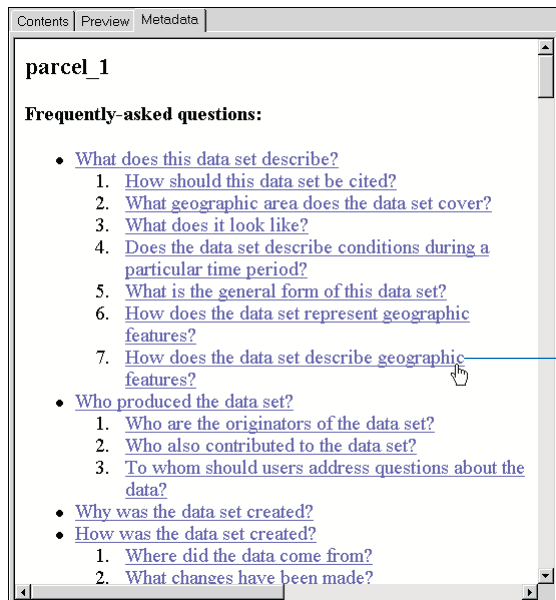 Contents Preview Metadata
parcel_1
Frequently-asked questions:
• What does this data set describe?
1. How should this data set be cited?
2. What geographic area does the data set cover?
3. What does it look like?
4. Does the data set describe conditions during a
particular time period?
5. What is the general form of this data set?
6. How does the data set represent geographic
features?
7. How does the data set describe geographic
features?
• Who produced the data set?
1. Who are the originators of the data set?
2. Who also contributed to the data set?
3. To whom should users address questions about the
data?
• Why was the data set created?
• How was the data set created?
1. Where did the data come from?
2. What changes have been made?